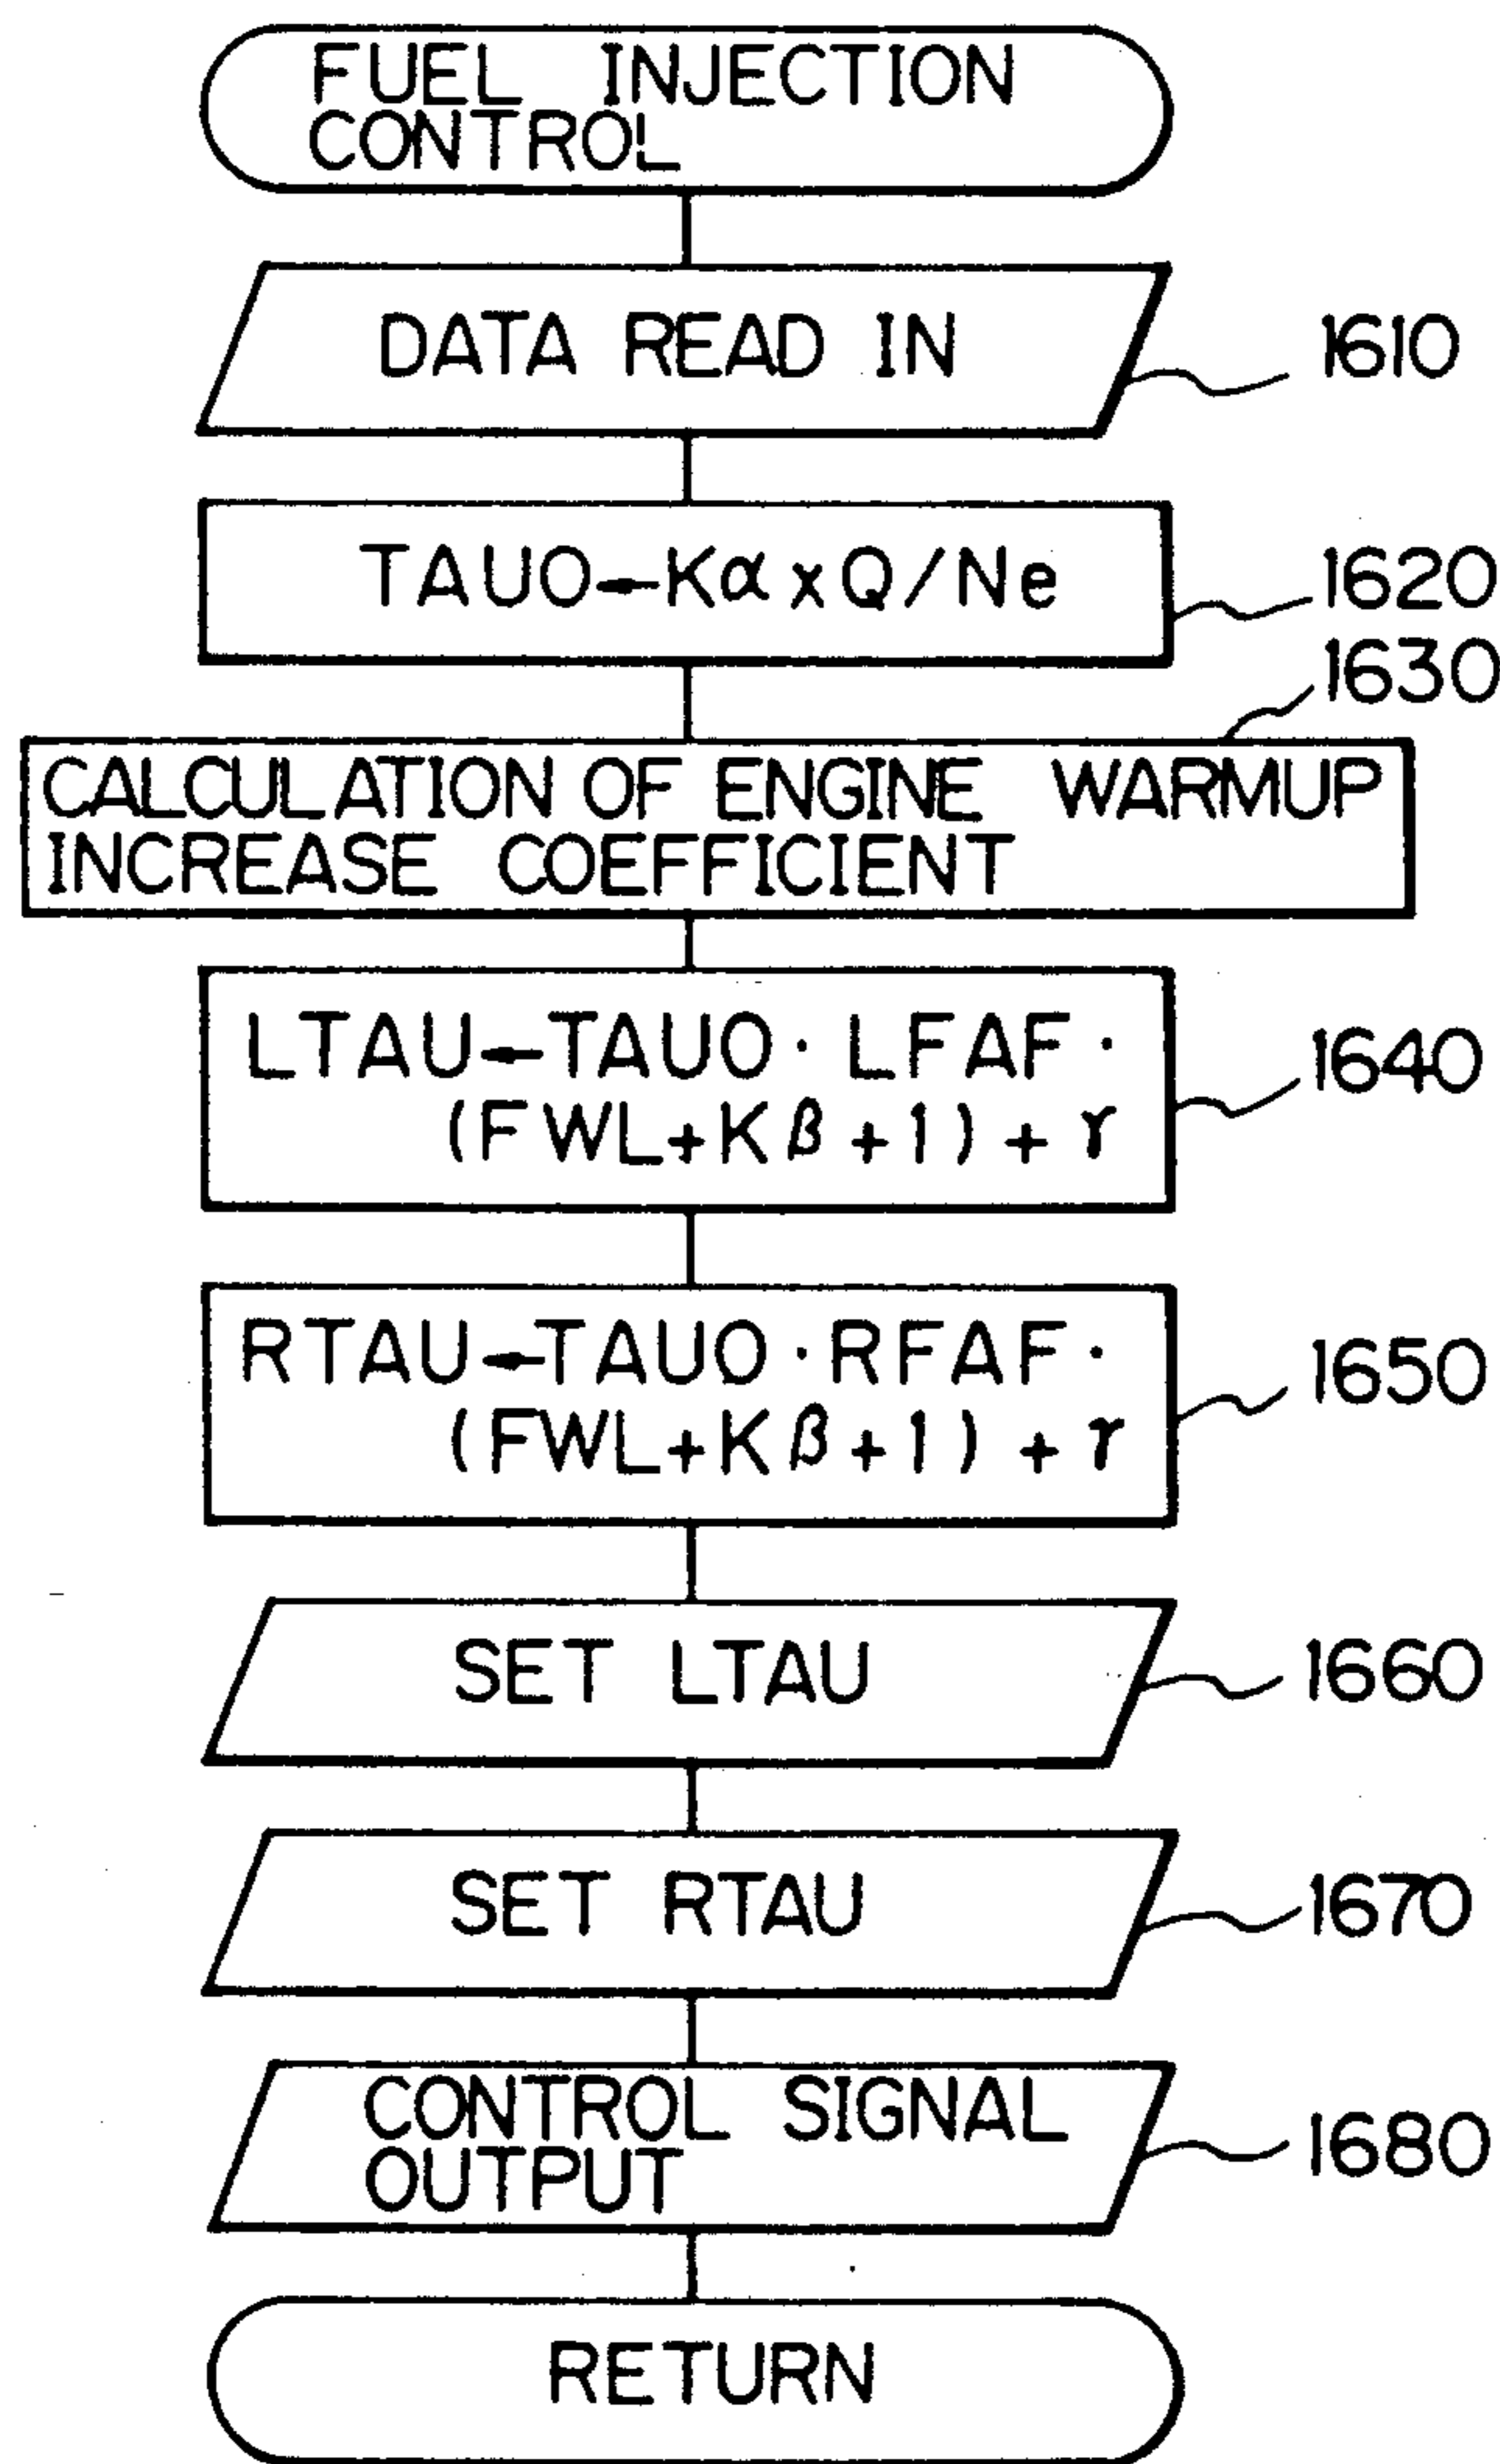 FUEL INJECTION
CONTROL
DATA READ IN
1610
TAUO←Kα x Q/Ne
1620
1630
CALCULATION OF ENGINE WARMUP
INCREASE COEFFICIENT
LTAU←TAUO · LFAF ·
(FWL+Kβ+1) + γ
1640
RTAU←TAUO · RFAF ·
(FWL+Kβ+1) + γ
1650
SET LTAU
1660
SET RTAU
1670
CONTROL SIGNAL
OUTPUT
1680
RETURN